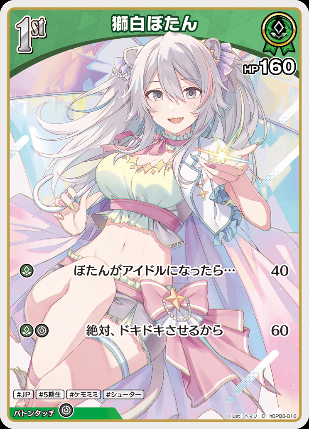 1st
獅白ぼたん
HP160
ぼたんがアイドルになったら… 40
絶対、ドキドキさせるから 60
#JP #5期生 #ケモミミ #シューター
バトンタッチ